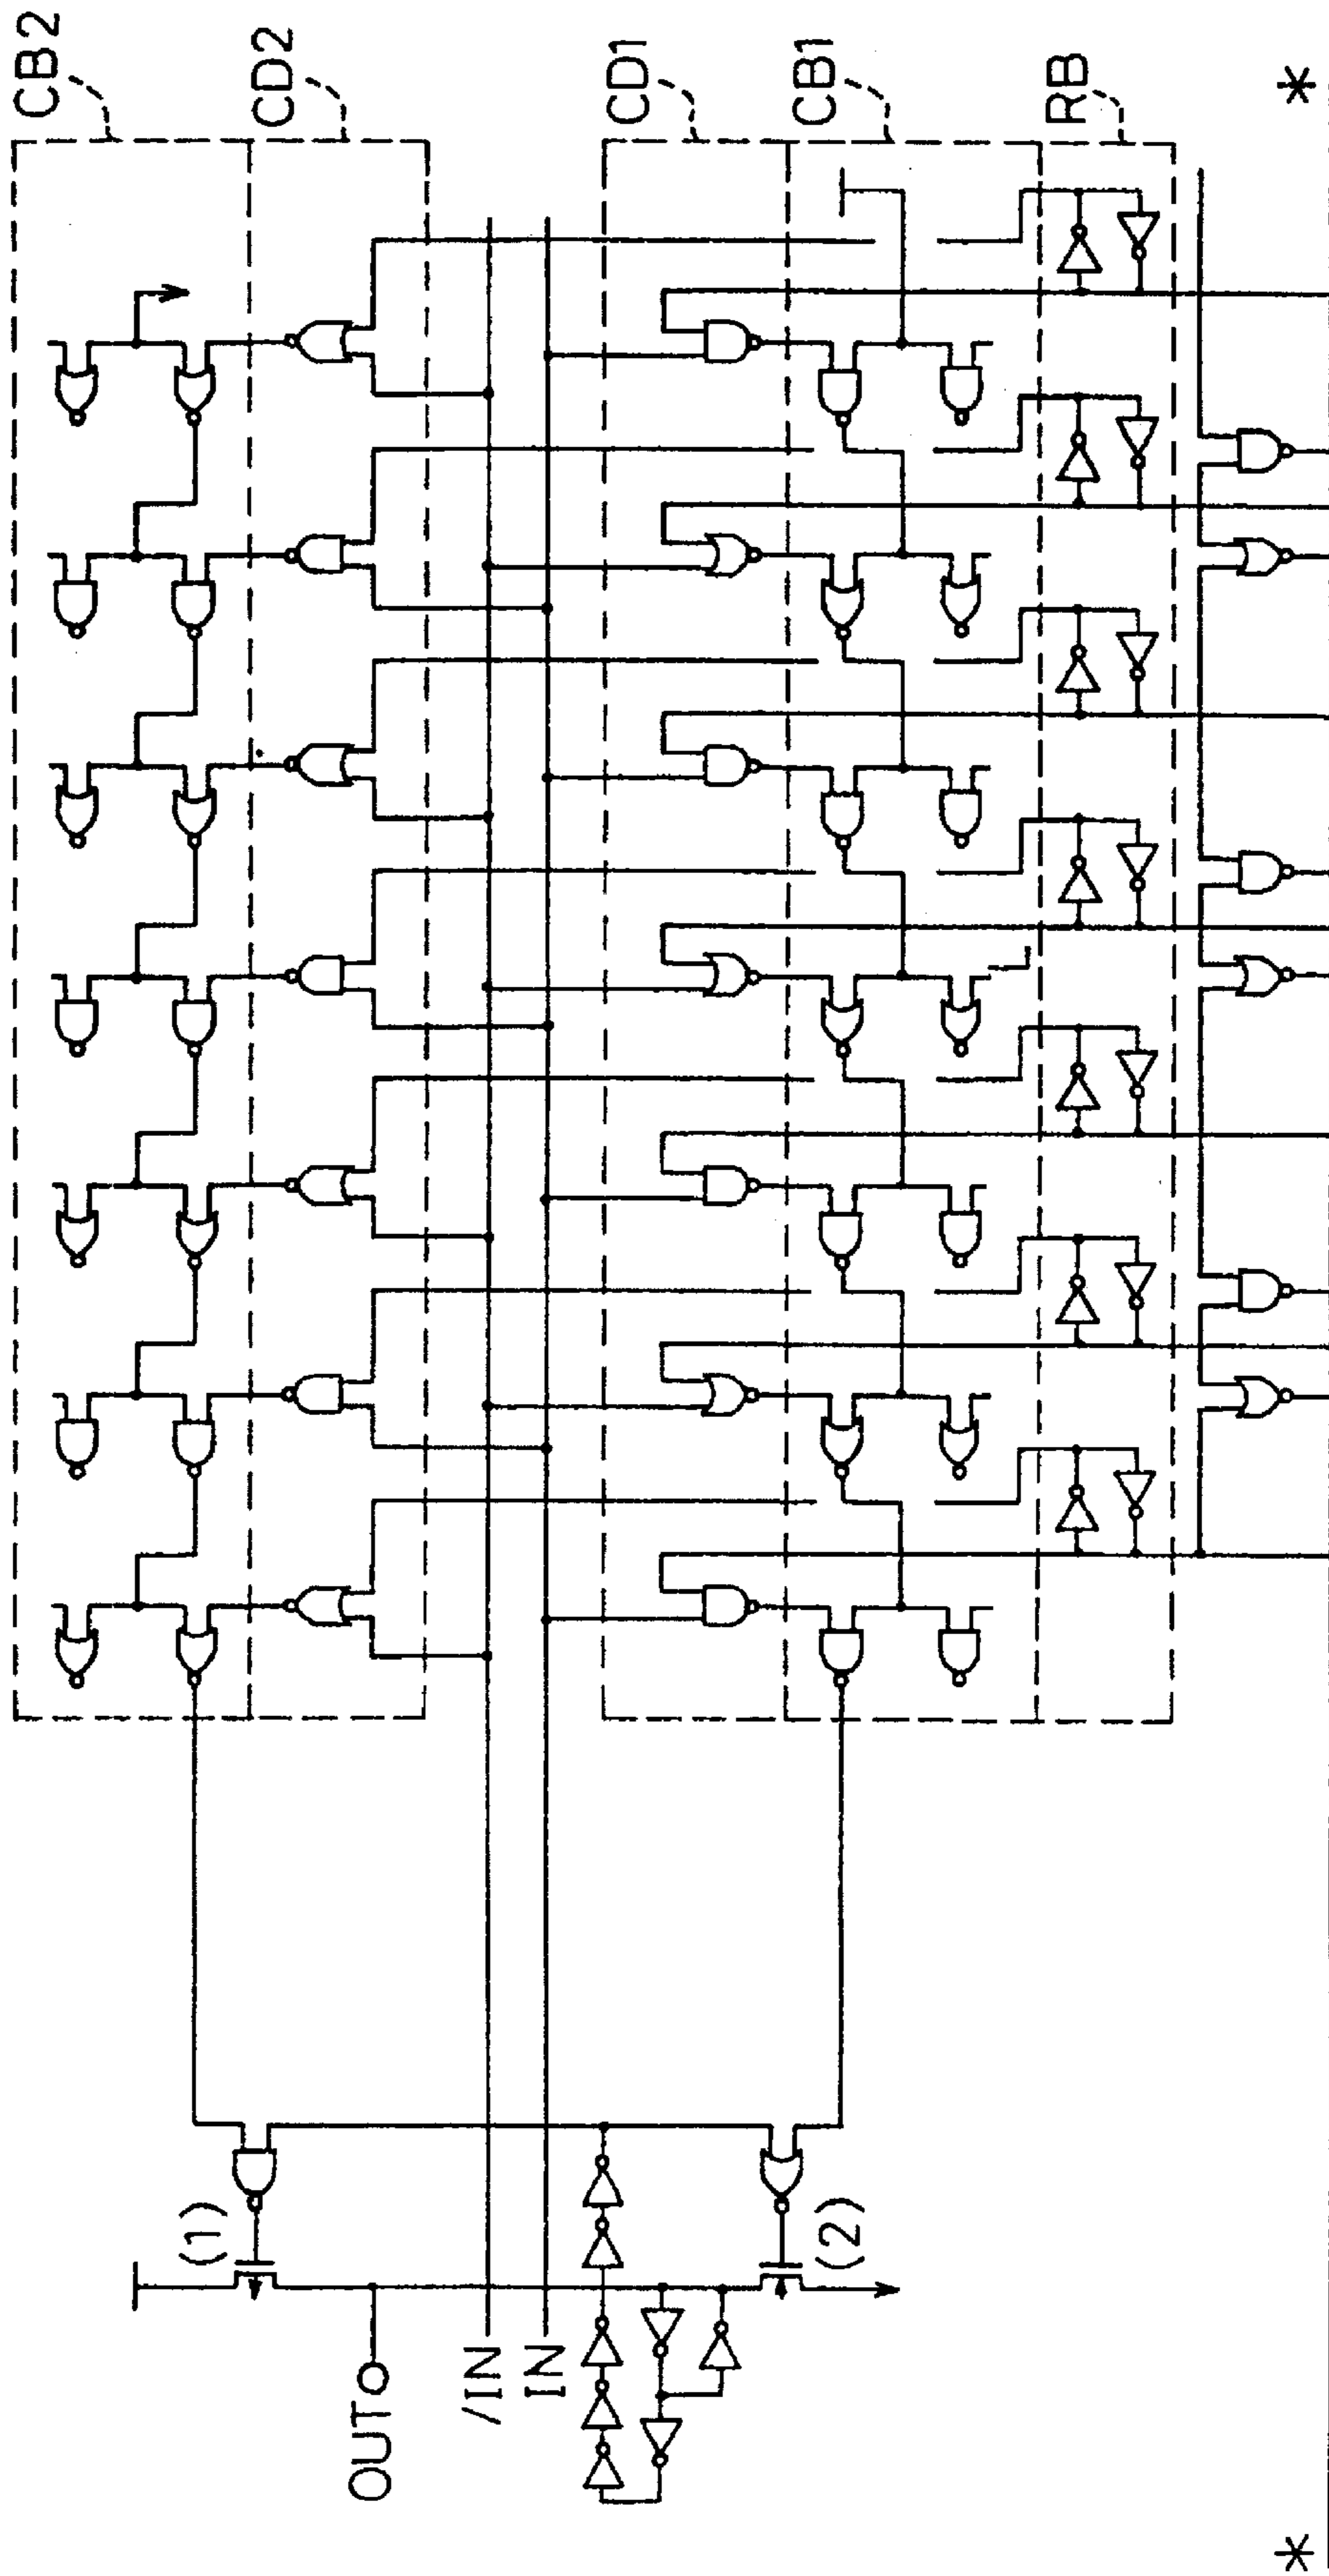 CB2
CD2
CD1
CB1
RB
*
(1)
(2)
OUT
/IN
IN
*